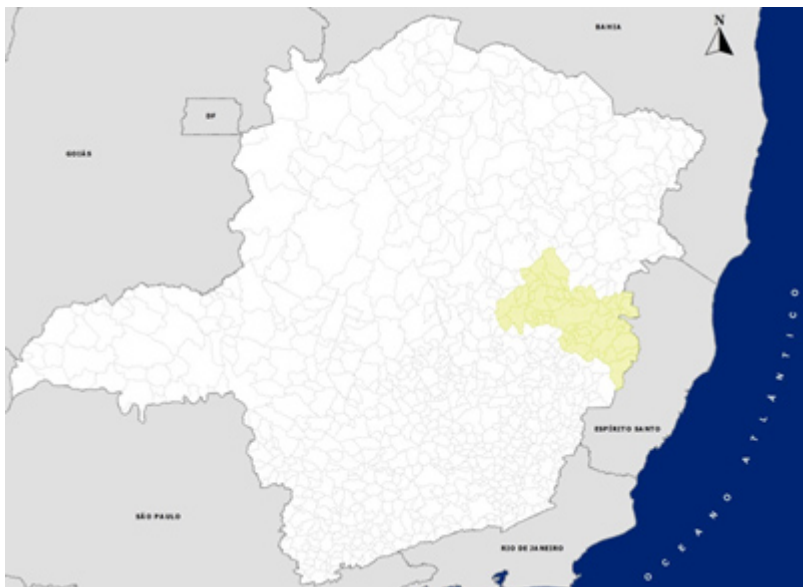 BAHIA
N
DF
GOIÁS
ESPÍRITO SANTO
SÃO PAULO
RIO DE JANEIRO
OCEANO ATLÂNTICO